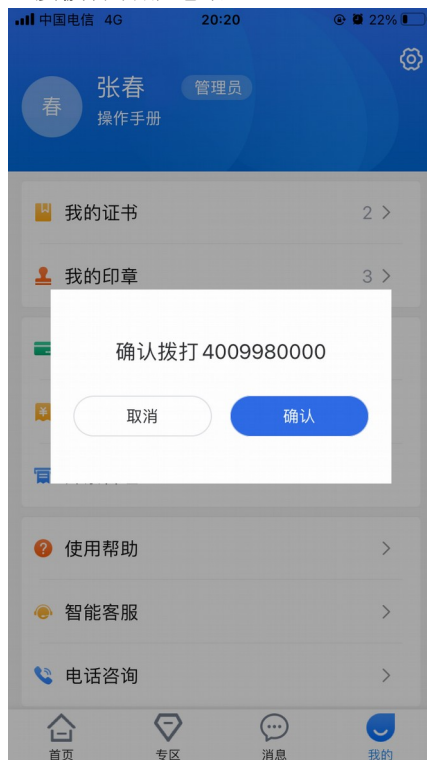 中国电信 4G 20:20 22%
张春 管理员
春
操作手册
我的证书 2
我的印章 3
确认拨打 4009980000
取消 确认
使用帮助
智能客服
电话咨询
首页 专区 消息 我的